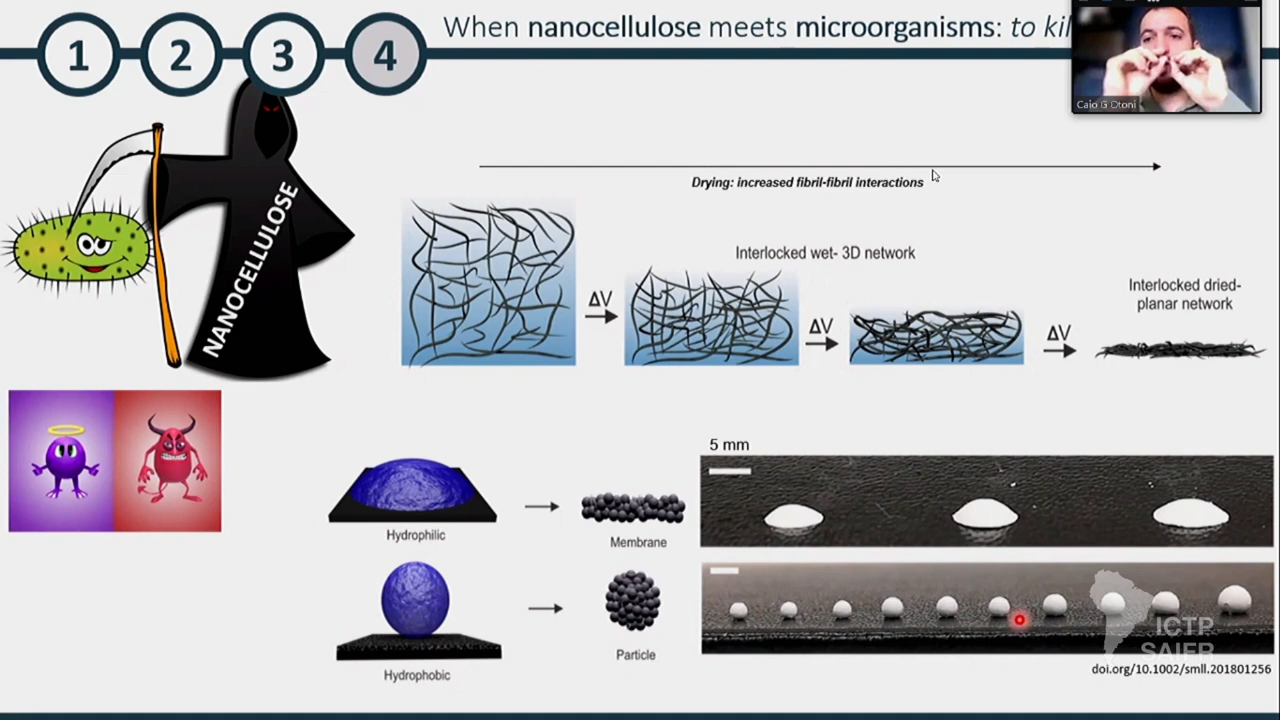 1 2 3 4
When nanocellulose meets microorganisms: to kil
Caio G Otoni
NANOCELLULOSE
Drying: increased fibril-fibril interactions
Interlocked wet- 3D network
Interlocked dried-
planar network
ΔV
ΔV
ΔV
5 mm
Hydrophilic
Membrane
Hydrophobic
Particle
ICTP
SAIFR
doi.org/10.1002/smll.201801256